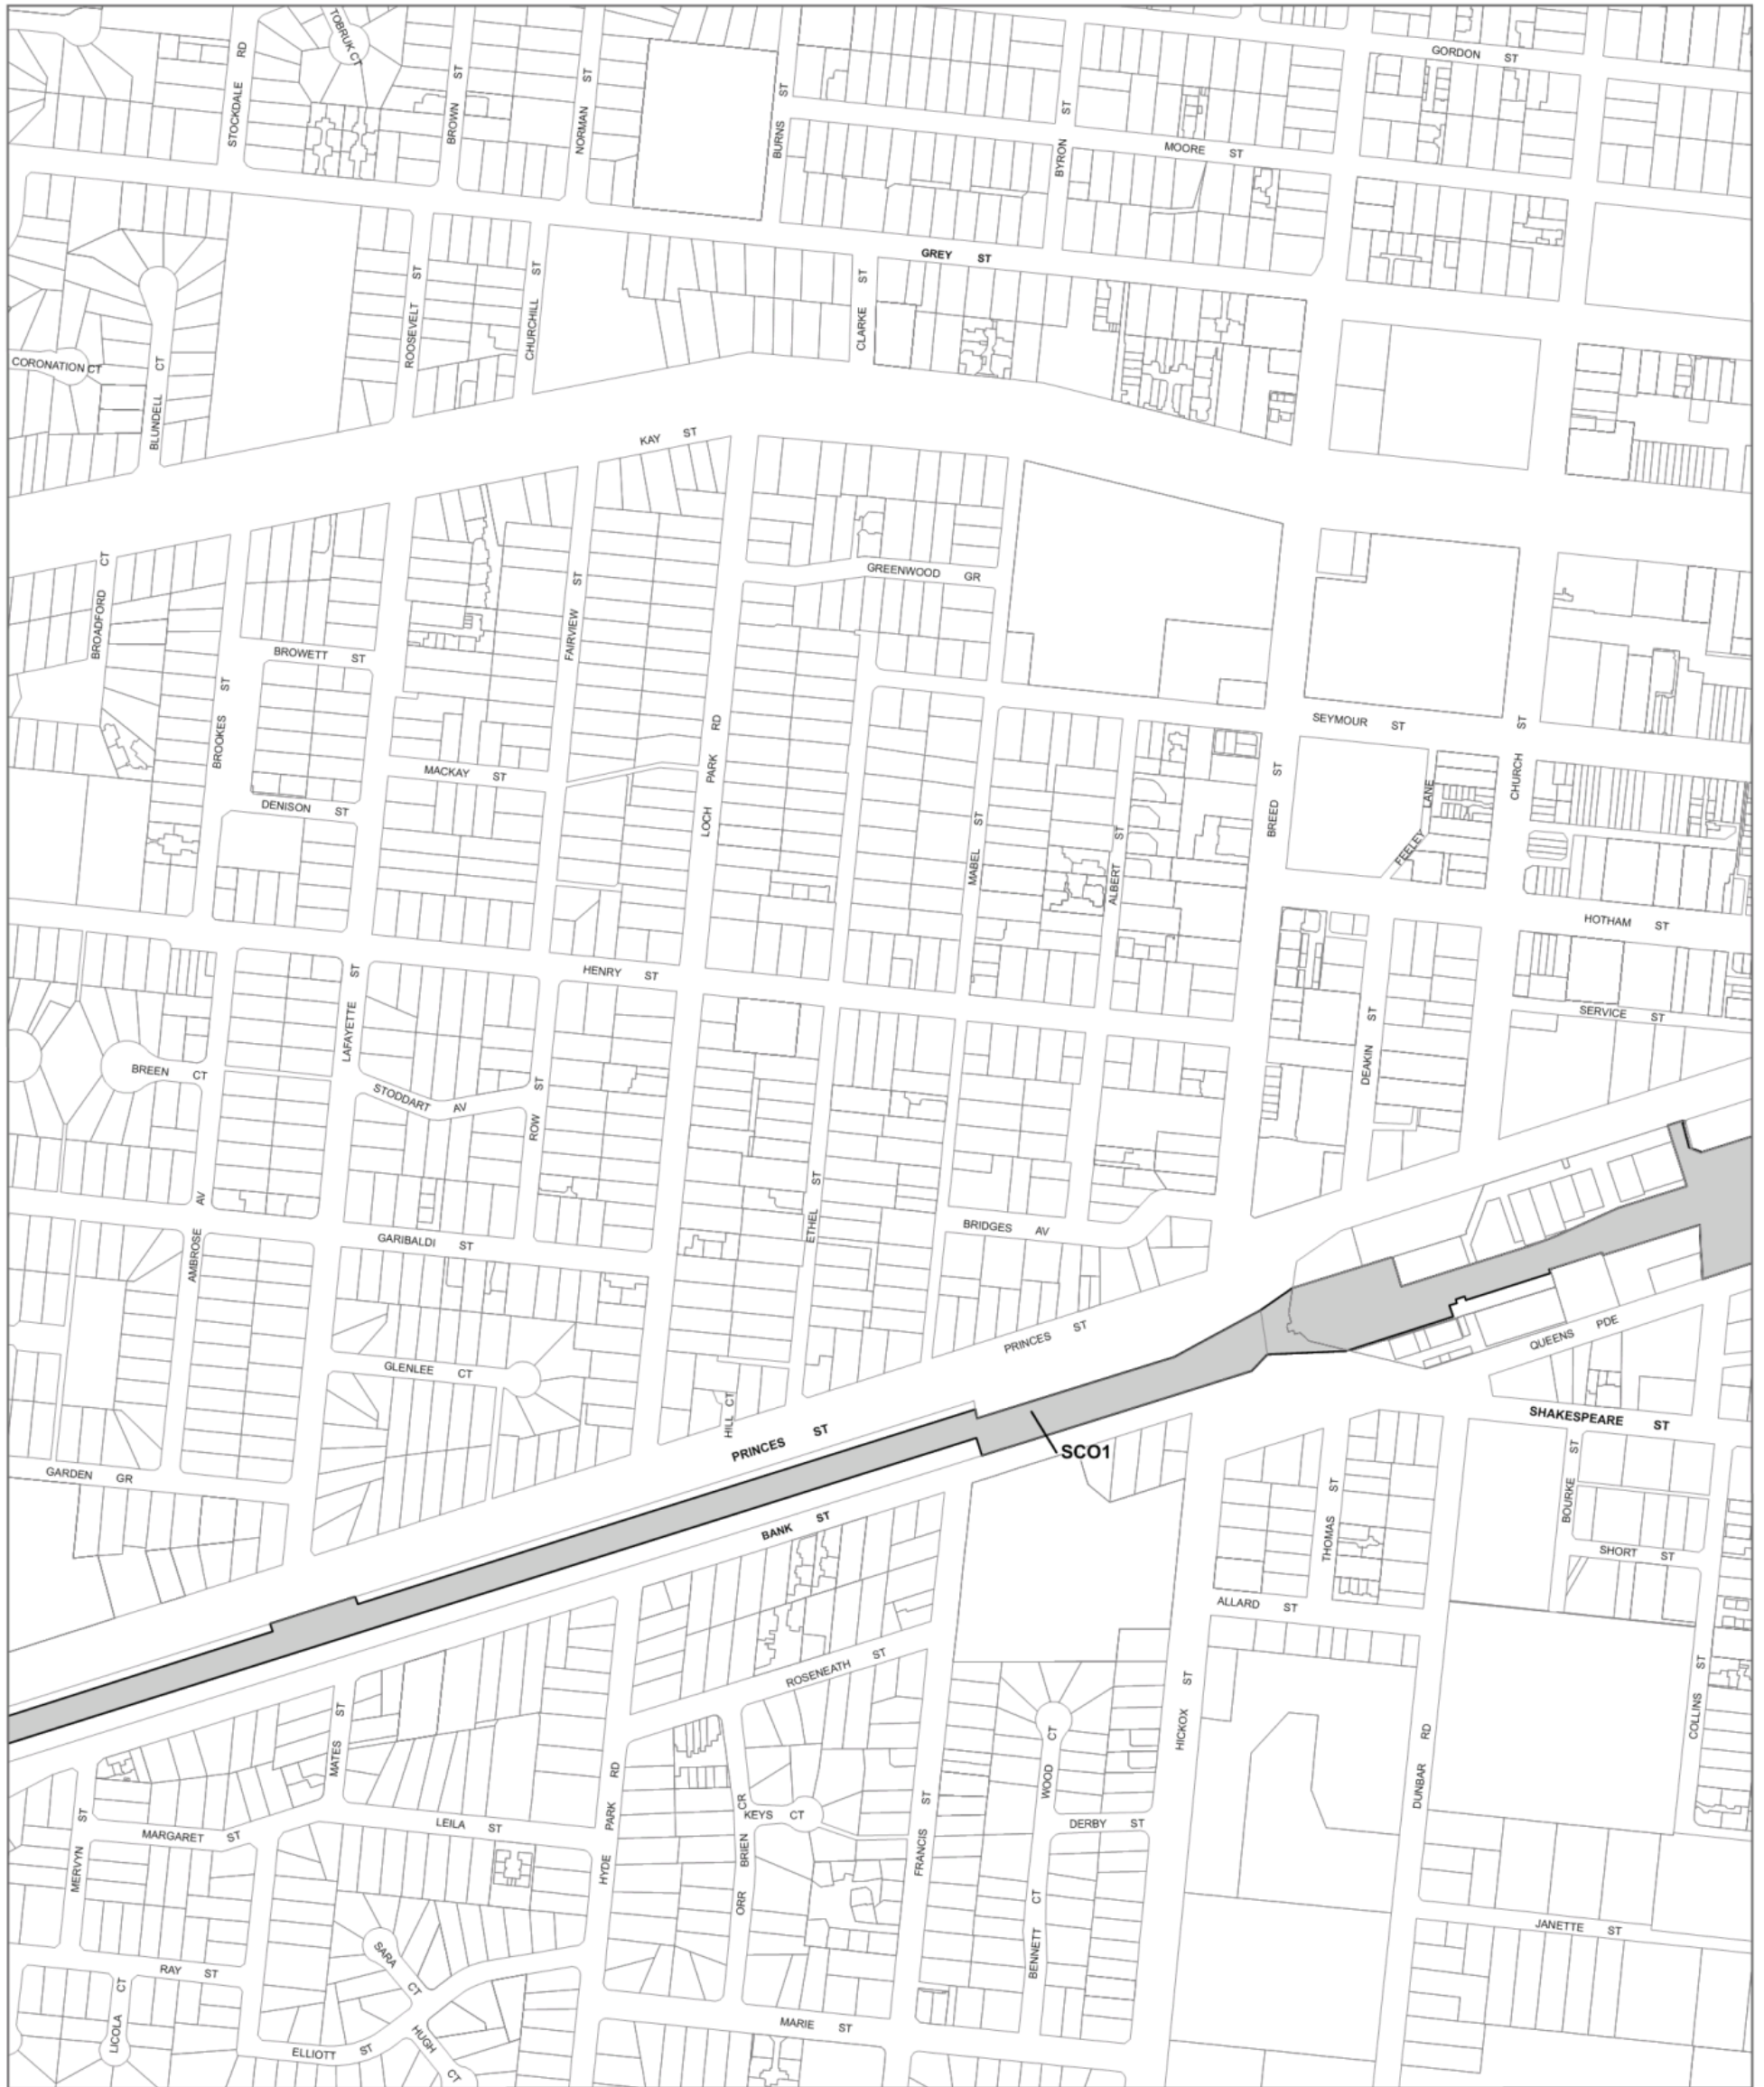 TOBRUK CT
STOCKDALE RD
BROWN ST
NORMAN ST
BURNS ST
BYRON ST
GORDON ST
MOORE ST
GREY ST
ROOSEVELT ST
CHURCHILL ST
CLARKE ST
CORONATION CT
BLUNDELL CT
KAY ST
BROADFORD CT
FAIRVIEW ST
GREENWOOD GR
BROWETT ST
BROOKES ST
LOCH PARK RD
SEYMOUR ST
CHURCH ST
MACKAY ST
DENISON ST
MABEL ST
ALBERT ST
BREED ST
FEELEY LANE
HOTHAM ST
HENRY ST
LAFAYETTE ST
SERVICE ST
DEAKIN ST
BREEN CT
STODDART AV
ROW ST
ETHEL ST
AMBROSE AV
BRIDGES AV
GARIBALDI ST
PRINCES ST
QUEENS PDE
GLENLEE CT
HILL CT
PRINCES ST
SHAKESPEARE ST
SCO1
GARDEN GR
BANK ST
THOMAS ST
BOURKE ST
SHORT ST
ALLARD ST
ROSENEATH ST
HICKOX ST
COLLINS ST
MATES ST
WOOD CT
DUNBAR RD
HYDE PARK RD
KEYS CT
DERBY ST
LEILA ST
MARGARET ST
MERVYN ST
ORR BRIEN CR
FRANCIS ST
BENNETT CT
JANETTE ST
SARA CT
RAY ST
LICOLA CT
HUGH CT
ELLIOTT ST
MARIE ST